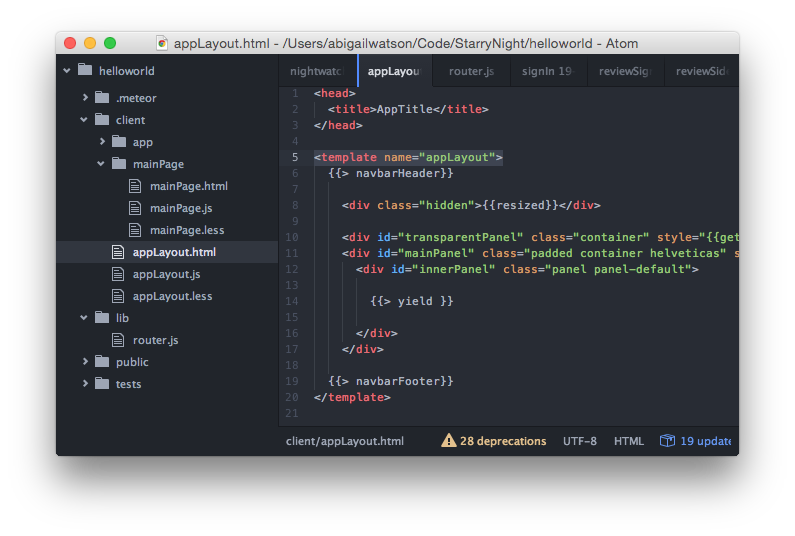 appLayout.html - /Users/abigailwatson/Code/StarryNight/helloworld - Atom
helloworld
.meteor
client
app
mainPage
mainPage.html
mainPage.js
mainPage.less
appLayout.html
appLayout.js
appLayout.less
lib
router.js
public
tests
nightwatc appLayou router.js signIn 19 reviewSig reviewSide
1 <head>
2 <title>AppTitle</title>
3 </head>
4
5 <template name="appLayout">
6 {{> navbarHeader}}
7
8 <div class="hidden">{{resized}}</div>
9
10 <div id="transparentPanel" class="container" style="{{get
11 <div id="mainPanel" class="padded container helveticas" s
12 <div id="innerPanel" class="panel panel-default">
13
14 {{> yield }}
15
16 </div>
17 </div>
18
19 {{> navbarFooter}}
20 </template>
21
client/appLayout.html 28 deprecations UTF-8 HTML 19 update